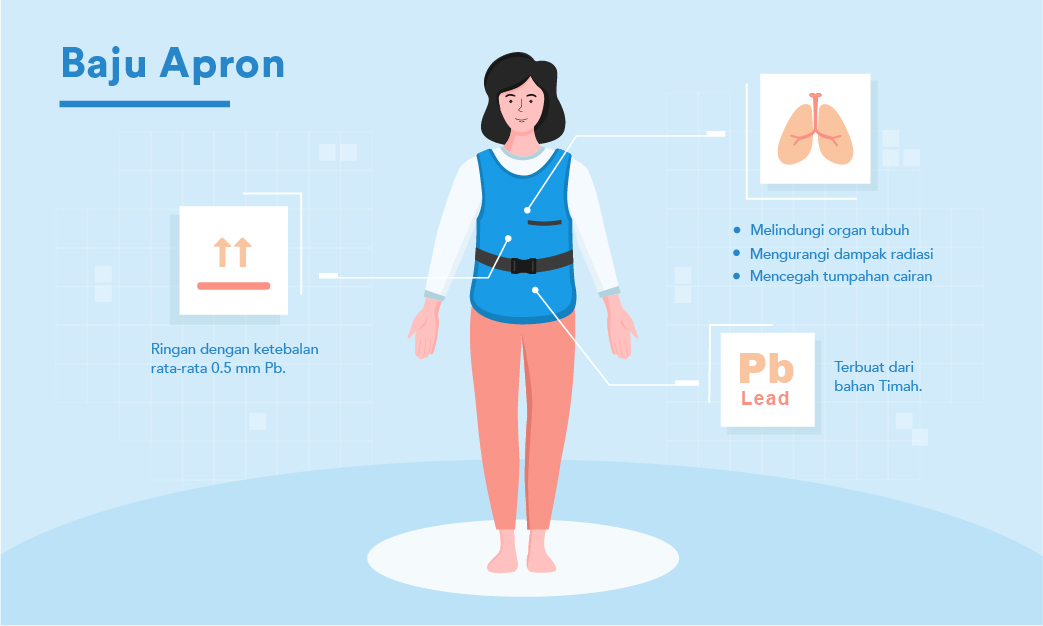 Baju Apron
Melindungi organ tubuh
Mengurangi dampak radiasi
Mencegah tumpahan cairan
Ringan dengan ketebalan
rata-rata 0.5 mm Pb.
Pb
Lead
Terbuat dari
bahan Timah.